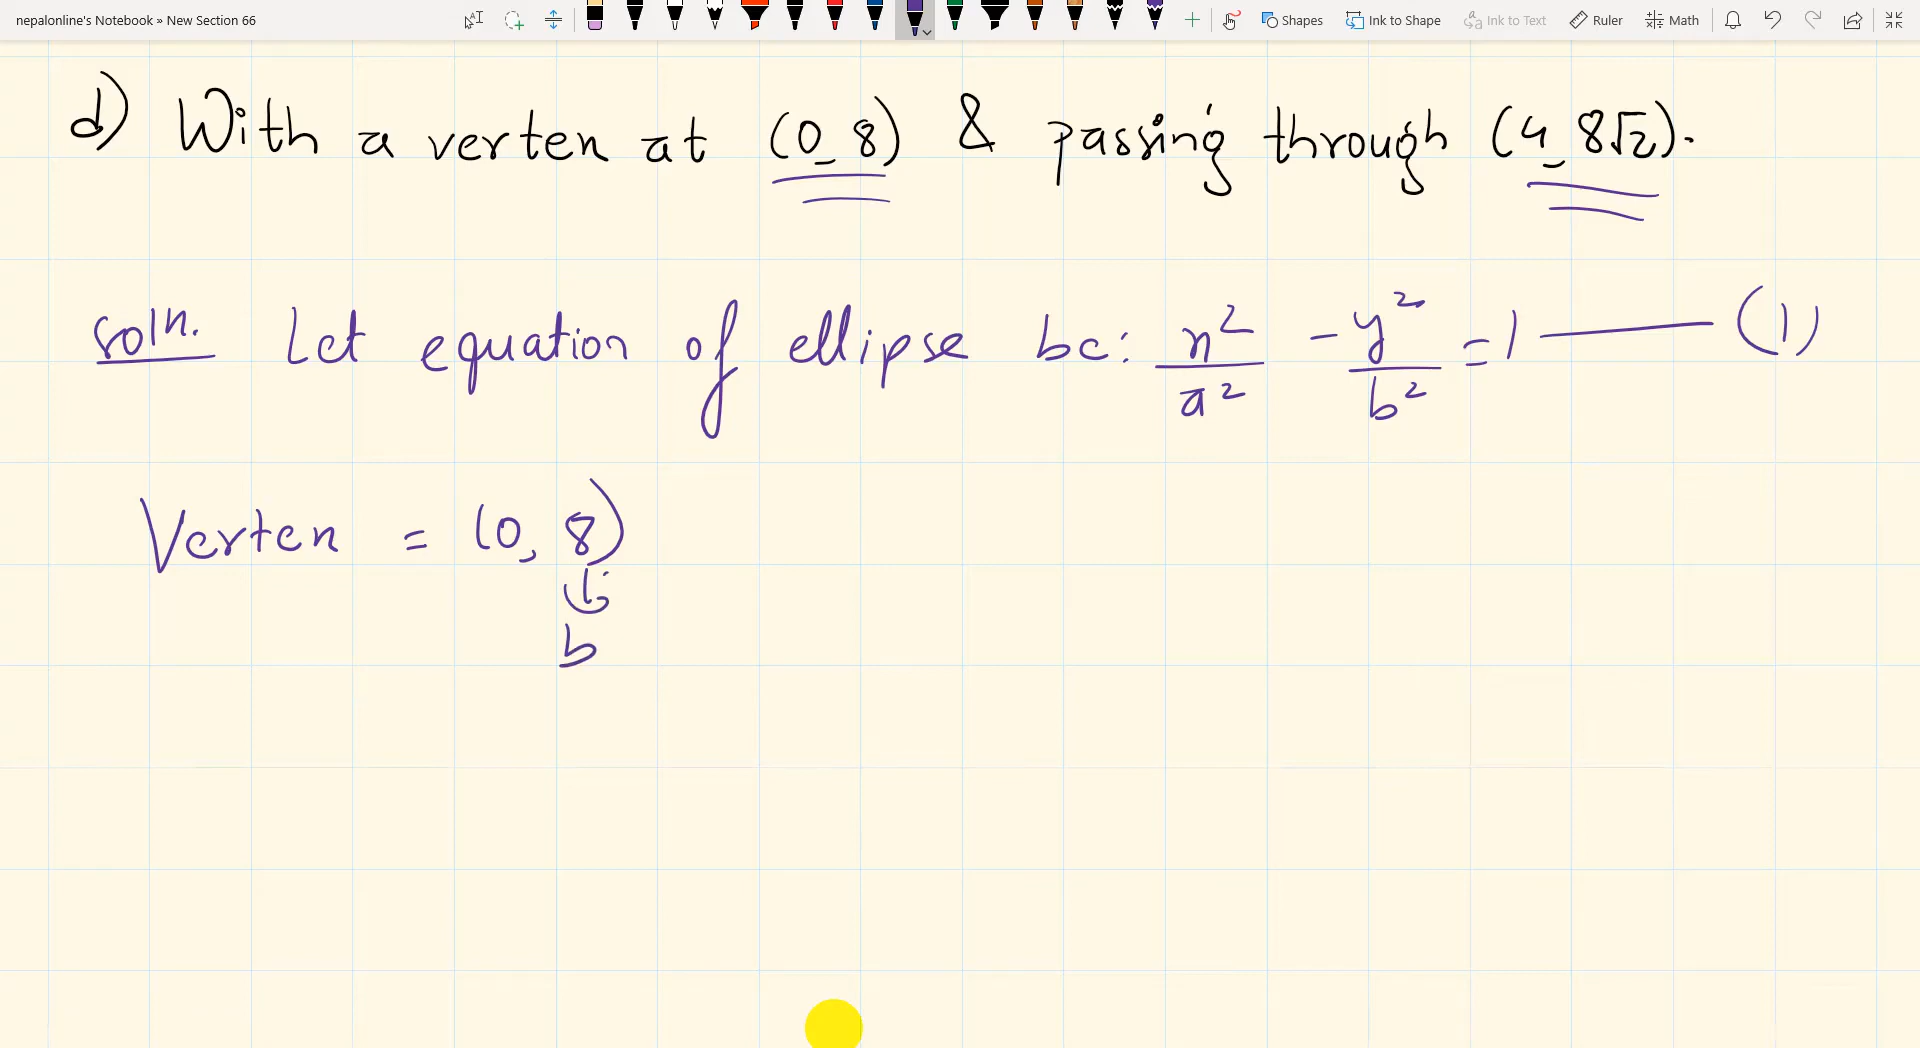 nepalonline's Notebook » New Section 66 Shapes Ink to Shape Ink to Text Ruler Math
d) With a verten at (0, 8) & passing through (4, 8√2).
soln. Let equation of ellipse be: x²/a² - y²/b² = 1 —— (1)
Verten = (0, 8)
b